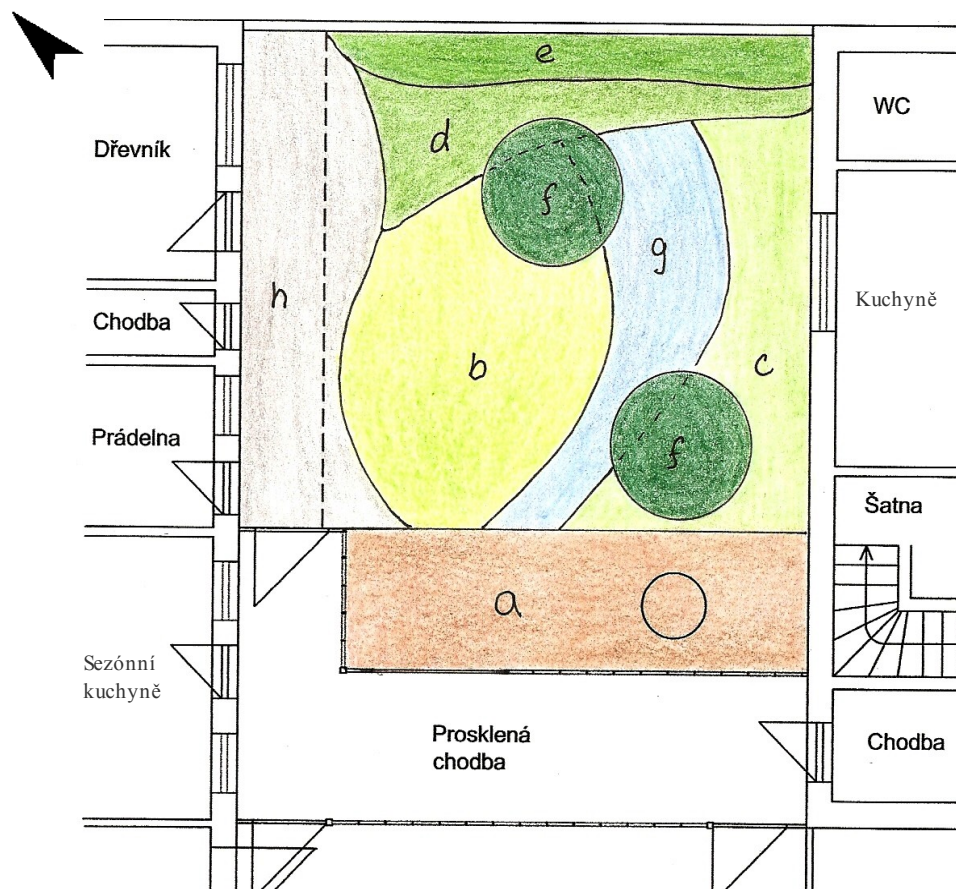 e
WC
d
Dřevník
f
g
Kuchyně
h
Chodba
b
c
Prádelna
f
Šatna
a
Sezónní
kuchyně
Prosklená
chodba
Chodba